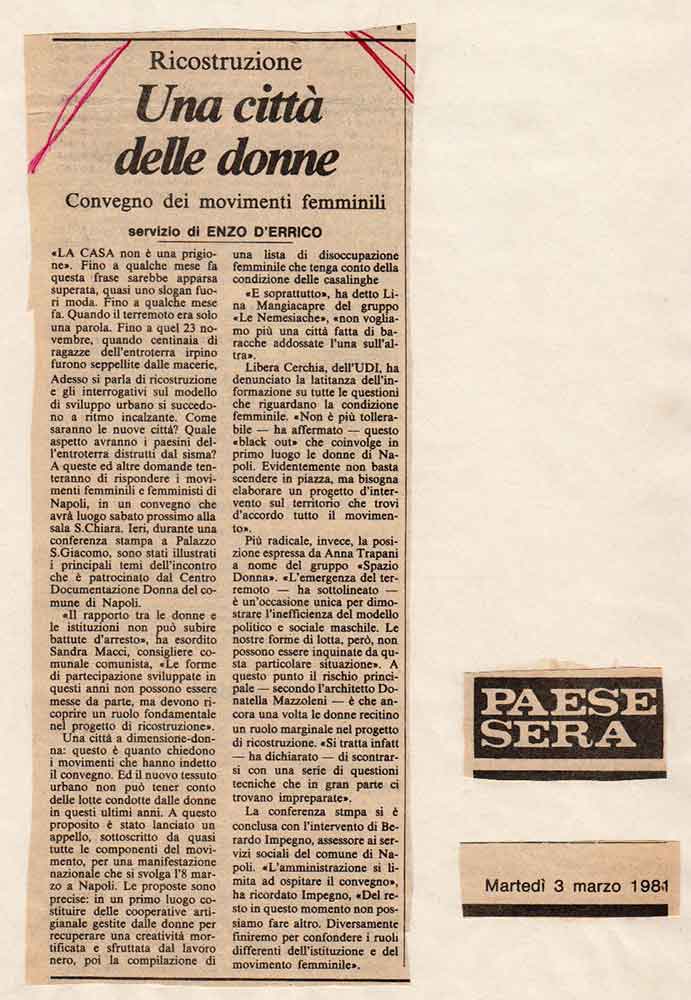 Ricostruzione
Una città
delle donne
Convegno dei movimenti femminili
servizio di ENZO D'ERRICO
«LA CASA non è una prigio-
ne». Fino a qualche mese fa
questa frase sarebbe apparsa
superata, quasi uno slogan fuo-
ri moda. Fino a qualche mese
fa. Quando il terremoto era solo
una parola. Fino a quel 23 no-
vembre, quando centinaia di
ragazze dell'entroterra irpino
furono seppellite dalle macerie,
Adesso si parla di ricostruzione
e gli interrogativi sul modello
di sviluppo urbano si succedo-
no a ritmo incalzante. Come
saranno le nuove città? Quale
aspetto avranno i paesini del-
l'entroterra distrutti dal sisma?
A queste ed altre domande ten-
teranno di rispondere i movi-
menti femminili e femministi di
Napoli, in un convegno che
avrà luogo sabato prossimo alla
sala S.Chiara. Ieri, durante una
conferenza stampa a Palazzo
S.Giacomo, sono stati illustrati
i principali temi dell'incontro
che è patrocinato dal Centro
Documentazione Donna del co-
mune di Napoli.
«Il rapporto tra le donne e
le istituzioni non può subire
battute d'arresto», ha esordito
Sandra Macci, consigliere co-
munale comunista, «Le forme
di partecipazione sviluppate in
questi anni non possono essere
messe da parte, ma devono ri-
coprire un ruolo fondamentale
nel progetto di ricostruzione».
Una città a dimensione-don-
na: questo è quanto chiedono
i movimenti che hanno indetto
il convegno. Ed il nuovo tessuto
urbano non può tener conto
delle lotte condotte dalle donne
in questi ultimi anni. A questo
proposito è stato lanciato un
appello, sottoscritto da quasi
tutte le componenti del movi-
mento, per una manifestazione
nazionale che si svolga l'8 mar-
zo a Napoli. Le proposte sono
precise: in un primo luogo co-
stituire delle cooperative arti-
gianale gestite dalle donne per
recuperare una creatività mor-
tificata e sfruttata dal lavoro
nero, poi la compilazione di
una lista di disoccupazione
femminile che tenga conto della
condizione delle casalinghe
«E soprattutto», ha detto Li-
na Mangiacapre del gruppo
«Le Nemesiache», «non voglia-
mo più una città fatta di ba-
racche addossate l'una sull'al-
tra».
Libera Cerchia, dell'UDI, ha
denunciato la latitanza dell'in-
formazione su tutte le questioni
che riguardano la condizione
femminile. «Non è più tollera-
bile — ha affermato — questo
«black out» che coinvolge in
primo luogo le donne di Na-
poli. Evidentemente non basta
scendere in piazza, ma bisogna
elaborare un progetto d'inter-
vento sul territorio che trovi
d'accordo tutto il movimen-
to».
Più radicale, invece, la posi-
zione espressa da Anna Trapani
a nome del gruppo «Spazio
Donna». «L'emergenza del ter-
remoto — ha sottolineato —
è un'occasione unica per dimo-
strare l'inefficienza del modello
politico e sociale maschile. Le
nostre forme di lotta, però, non
possono essere inquinate da qu-
sta particolare situazione». A
questo punto il rischio princi-
pale — secondo l'architetto Do-
natella Mazzoleni — è che an-
cora una volta le donne recitino
un ruolo marginale nel progetto
di ricostruzione. «Si tratta infatt
— ha dichiarato — di scontrar-
si con una serie di questioni
tecniche che in gran parte ci
trovano impreparate».
La conferenza stmpa si è
conclusa con l'intervento di Be-
rardo Impegno, assessore ai ser-
vizi sociali del comune di Na-
poli. «L'amministrazione si li-
mita ad ospitare il convegno»,
ha ricordato Impegno, «Del re-
sto in questo momento non pos-
siamo fare altro. Diversamente
finiremo per confondere i ruoli
differenti dell'istituzione e del
movimento femminile».
PAESE
SERA
Martedì 3 marzo 1981